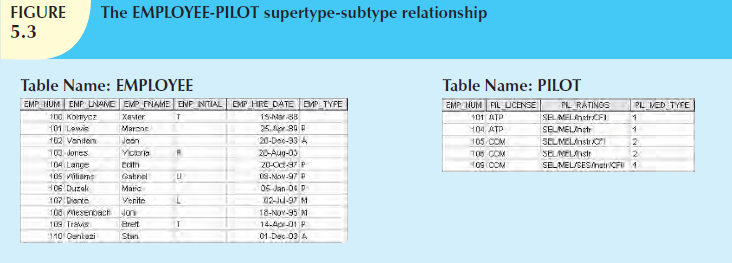 FIGURE
5.3
The EMPLOYEE-PILOT supertype-subtype relationship
Table Name: EMPLOYEE
EMP_NUM EMP_LNAME EMP_FNAME EMP_INITIAL EMP_HIRE_DATE EMP_TYPE
100 Kolmycz Xavier T 15-Mar-88
101 Lewis Marcos 25-Apr-89 P
102 Vandam Jean 20-Dec-93 A
103 Jones Victoria R 28-Aug-03
104 Lange Edith 20-Oct-97 P
105 Williams Gabriel U 08-Nov-97 P
106 Duzak Mario 05-Jan-04 P
107 Diante Venite L 02-Jul-97 M
108 Wiesenbach Joni 18-Nov-95 M
109 Travis Brett T 14-Apr-01 P
110 Genkazi Stan 01-Dec-03 A
Table Name: PILOT
EMP_NUM PIL_LICENSE PIL_RATINGS PIL_MED_TYPE
101 ATP SEL/MEL/Instr/CFII 1
104 ATP SEL/MEL/Instr 1
105 COM SEL/MEL/Instr/CFI 2
106 COM SEL/MEL/Instr 2
109 COM SEL/MEL/SES/Instr/CFII 1